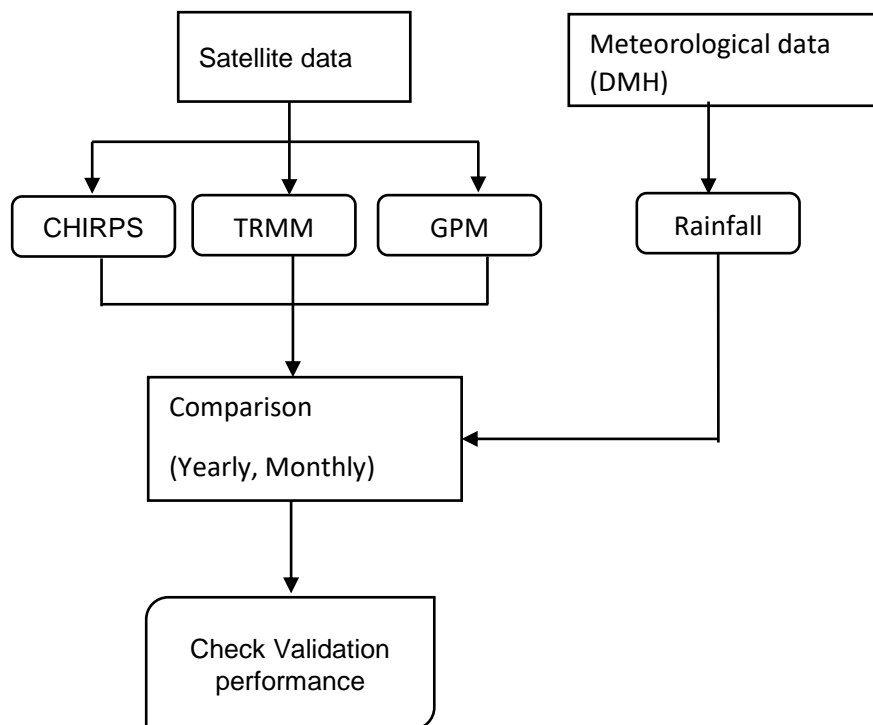 Satellite data
Meteorological data
(DMH)
CHIRPS
TRMM
GPM
Rainfall
Comparison
(Yearly, Monthly)
Check Validation
performance